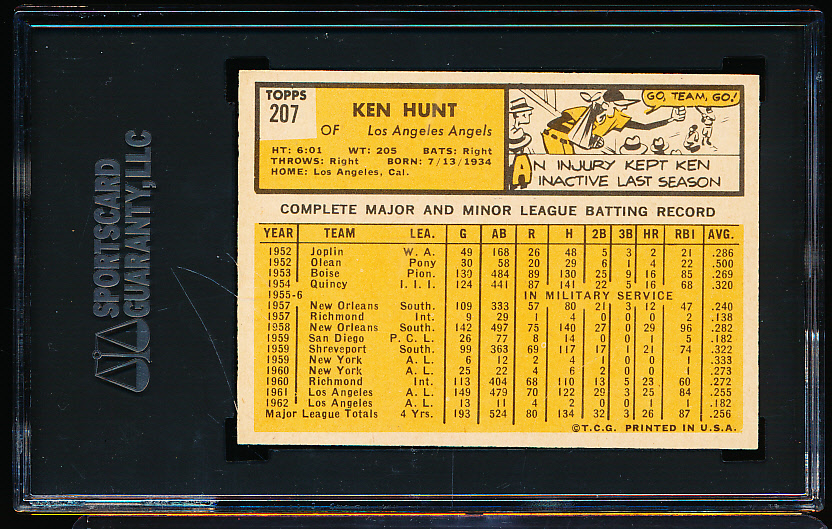 SPORTSCARD
GUARANTY, LLC
TOPPS
207
KEN HUNT
OF Los Angeles Angels
HT: 6:01 WT: 205 BATS: Right
THROWS: Right BORN: 7/13/1934
HOME: Los Angeles, Cal.
GO, TEAM, GO!
AN INJURY KEPT KEN
INACTIVE LAST SEASON
COMPLETE MAJOR AND MINOR LEAGUE BATTING RECORD
YEAR TEAM LEA. G AB R H 2B 3B HR RBI AVG.
1952 Joplin W. A. 49 168 26 48 5 3 2 21 .286
1952 Olean Pony 30 58 20 29 6 1 4 22 .500
1953 Boise Pion. 130 484 89 130 25 9 16 85 .269
1954 Quincy I. I. I. 124 441 87 141 22 5 16 68 .320
1955-6 IN MILITARY SERVICE
1957 New Orleans South. 109 333 57 80 21 3 12 47 .240
1957 Richmond Int. 9 29 1 4 0 0 0 2 .138
1958 New Orleans South. 142 497 75 140 27 0 29 96 .282
1959 San Diego P. C. L. 26 77 8 14 0 0 1 5 .182
1959 Shreveport South. 99 363 69 117 17 1 21 74 .322
1959 New York A. L. 6 12 2 4 1 0 0 1 .333
1960 New York A. L. 25 22 4 6 2 0 0 1 .273
1960 Richmond Int. 113 404 68 110 13 5 23 60 .272
1961 Los Angeles A. L. 149 479 70 122 29 3 25 84 .255
1962 Los Angeles A. L. 13 11 4 2 0 0 1 1 .182
Major League Totals 4 Yrs. 193 524 80 134 32 3 26 87 .256
©T.C.G. PRINTED IN U.S.A.